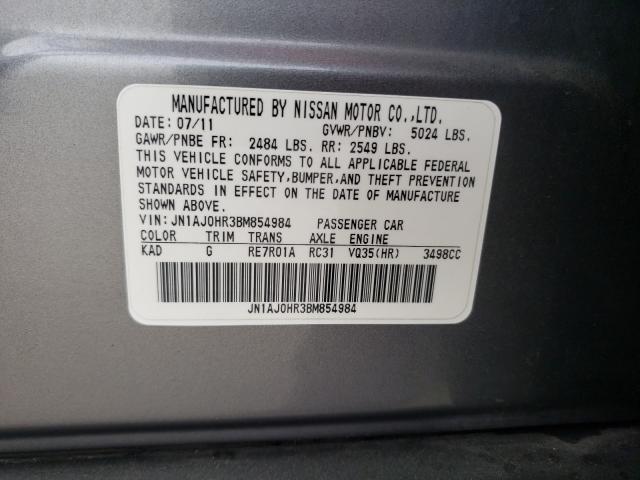 MANUFACTURED BY NISSAN MOTOR CO.,LTD.
DATE: 07/11 GVWR/PNBV: 5024 LBS.
GAWR/PNBE FR: 2484 LBS. RR: 2549 LBS.
THIS VEHICLE CONFORMS TO ALL APPLICABLE FEDERAL
MOTOR VEHICLE SAFETY,BUMPER,AND THEFT PREVENTION
STANDARDS IN EFFECT ON THE DATE OF MANUFACTURE
SHOWN ABOVE.
VIN: JN1AJ0HR3BM854984 PASSENGER CAR
COLOR TRIM TRANS AXLE ENGINE
KAD G RE7R01A RC31 VQ35(HR) 3498CC
JN1AJ0HR3BM854984